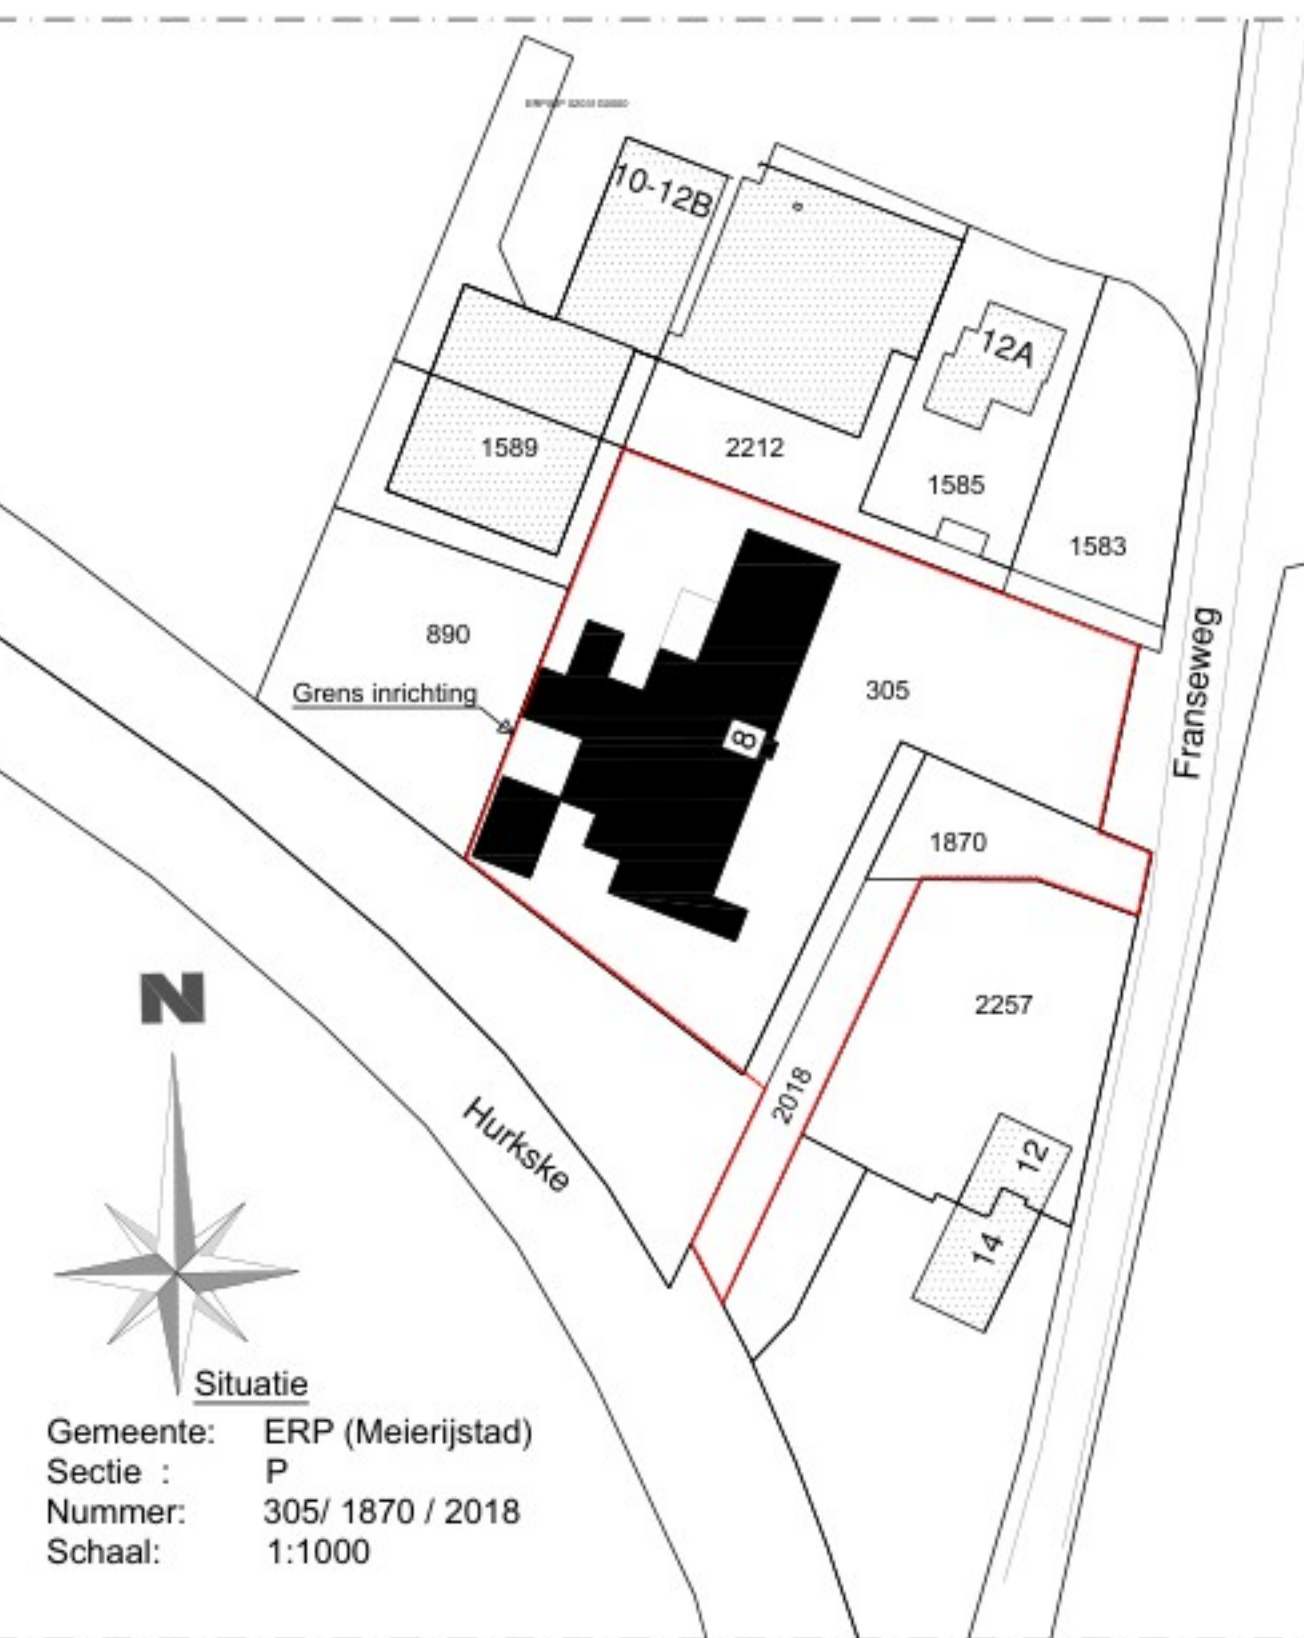 10-12B
12A
1589
2212
1585
1583
890
Grens inrichting
305
8
Franseweg
1870
2257
2018
N
Hurkske
12
14
Situatie
Gemeente: ERP (Meierijstad)
Sectie : P
Nummer: 305/ 1870 / 2018
Schaal: 1:1000